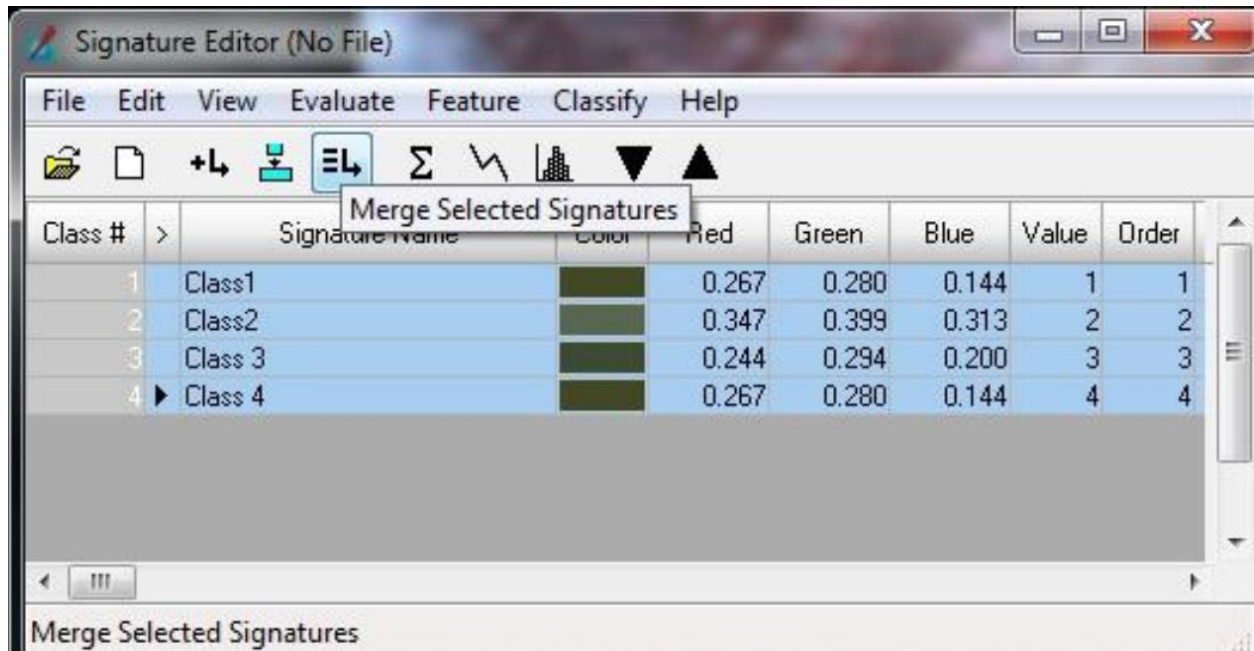 Signature Editor (No File)
File Edit View Evaluate Feature Classify Help
Merge Selected Signatures
Class # > Signature Name Color Red Green Blue Value Order
1 Class1 0.267 0.280 0.144 1 1
2 Class2 0.347 0.399 0.313 2 2
3 Class 3 0.244 0.294 0.200 3 3
4 Class 4 0.267 0.280 0.144 4 4
Merge Selected Signatures